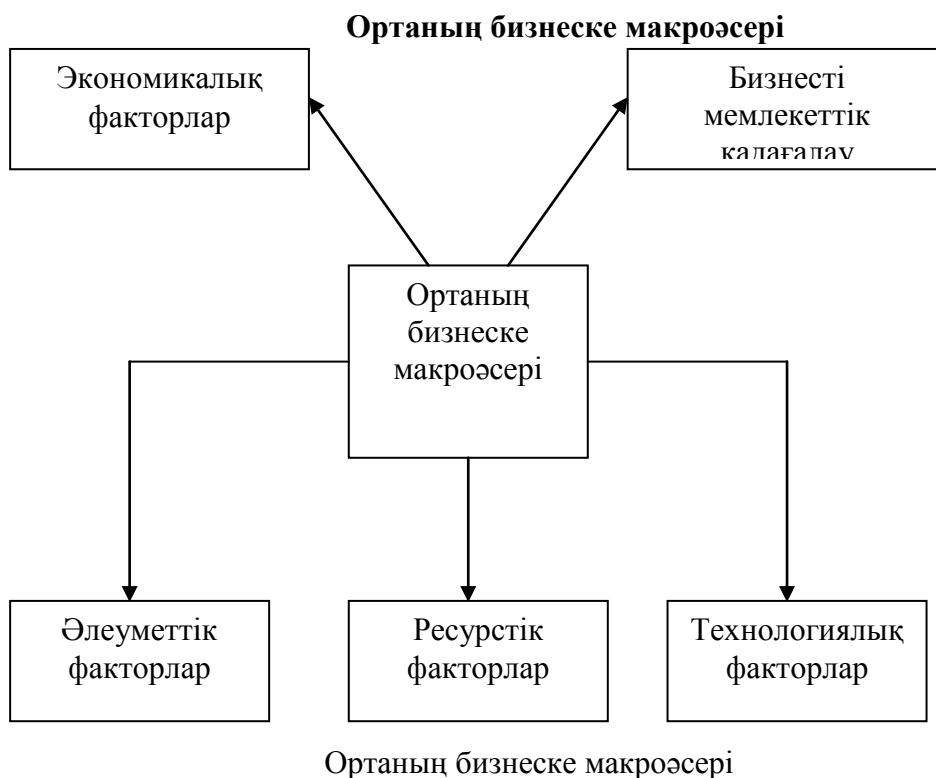 Ортаның бизнеске макроәсері
Экономикалық
факторлар
Бизнесті
мемлекеттік
қадағалау
Ортаның
бизнеске
макроәсері
Әлеуметтік
факторлар
Ресурстік
факторлар
Технологиялық
факторлар
Ортаның бизнеске макроәсері